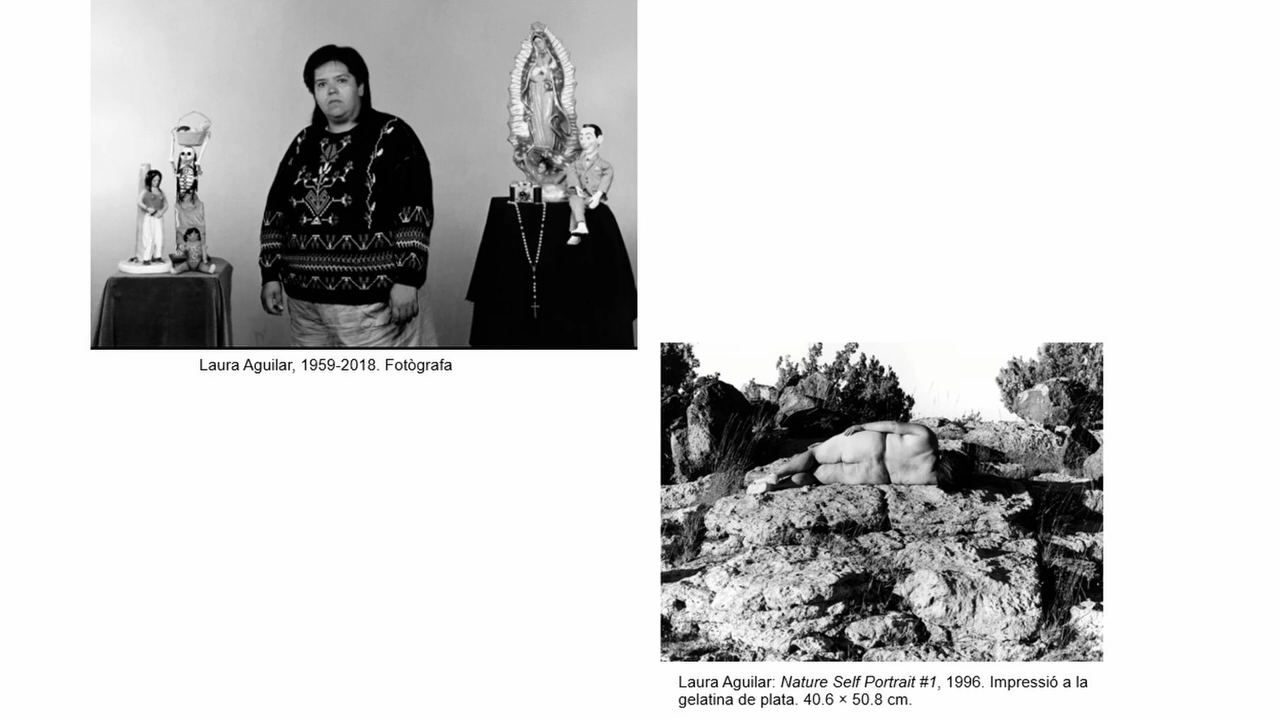 Laura Aguilar, 1959-2018. Fotògrafa
Laura Aguilar: Nature Self Portrait #1, 1996. Impressió a la
gelatina de plata. 40.6 × 50.8 cm.